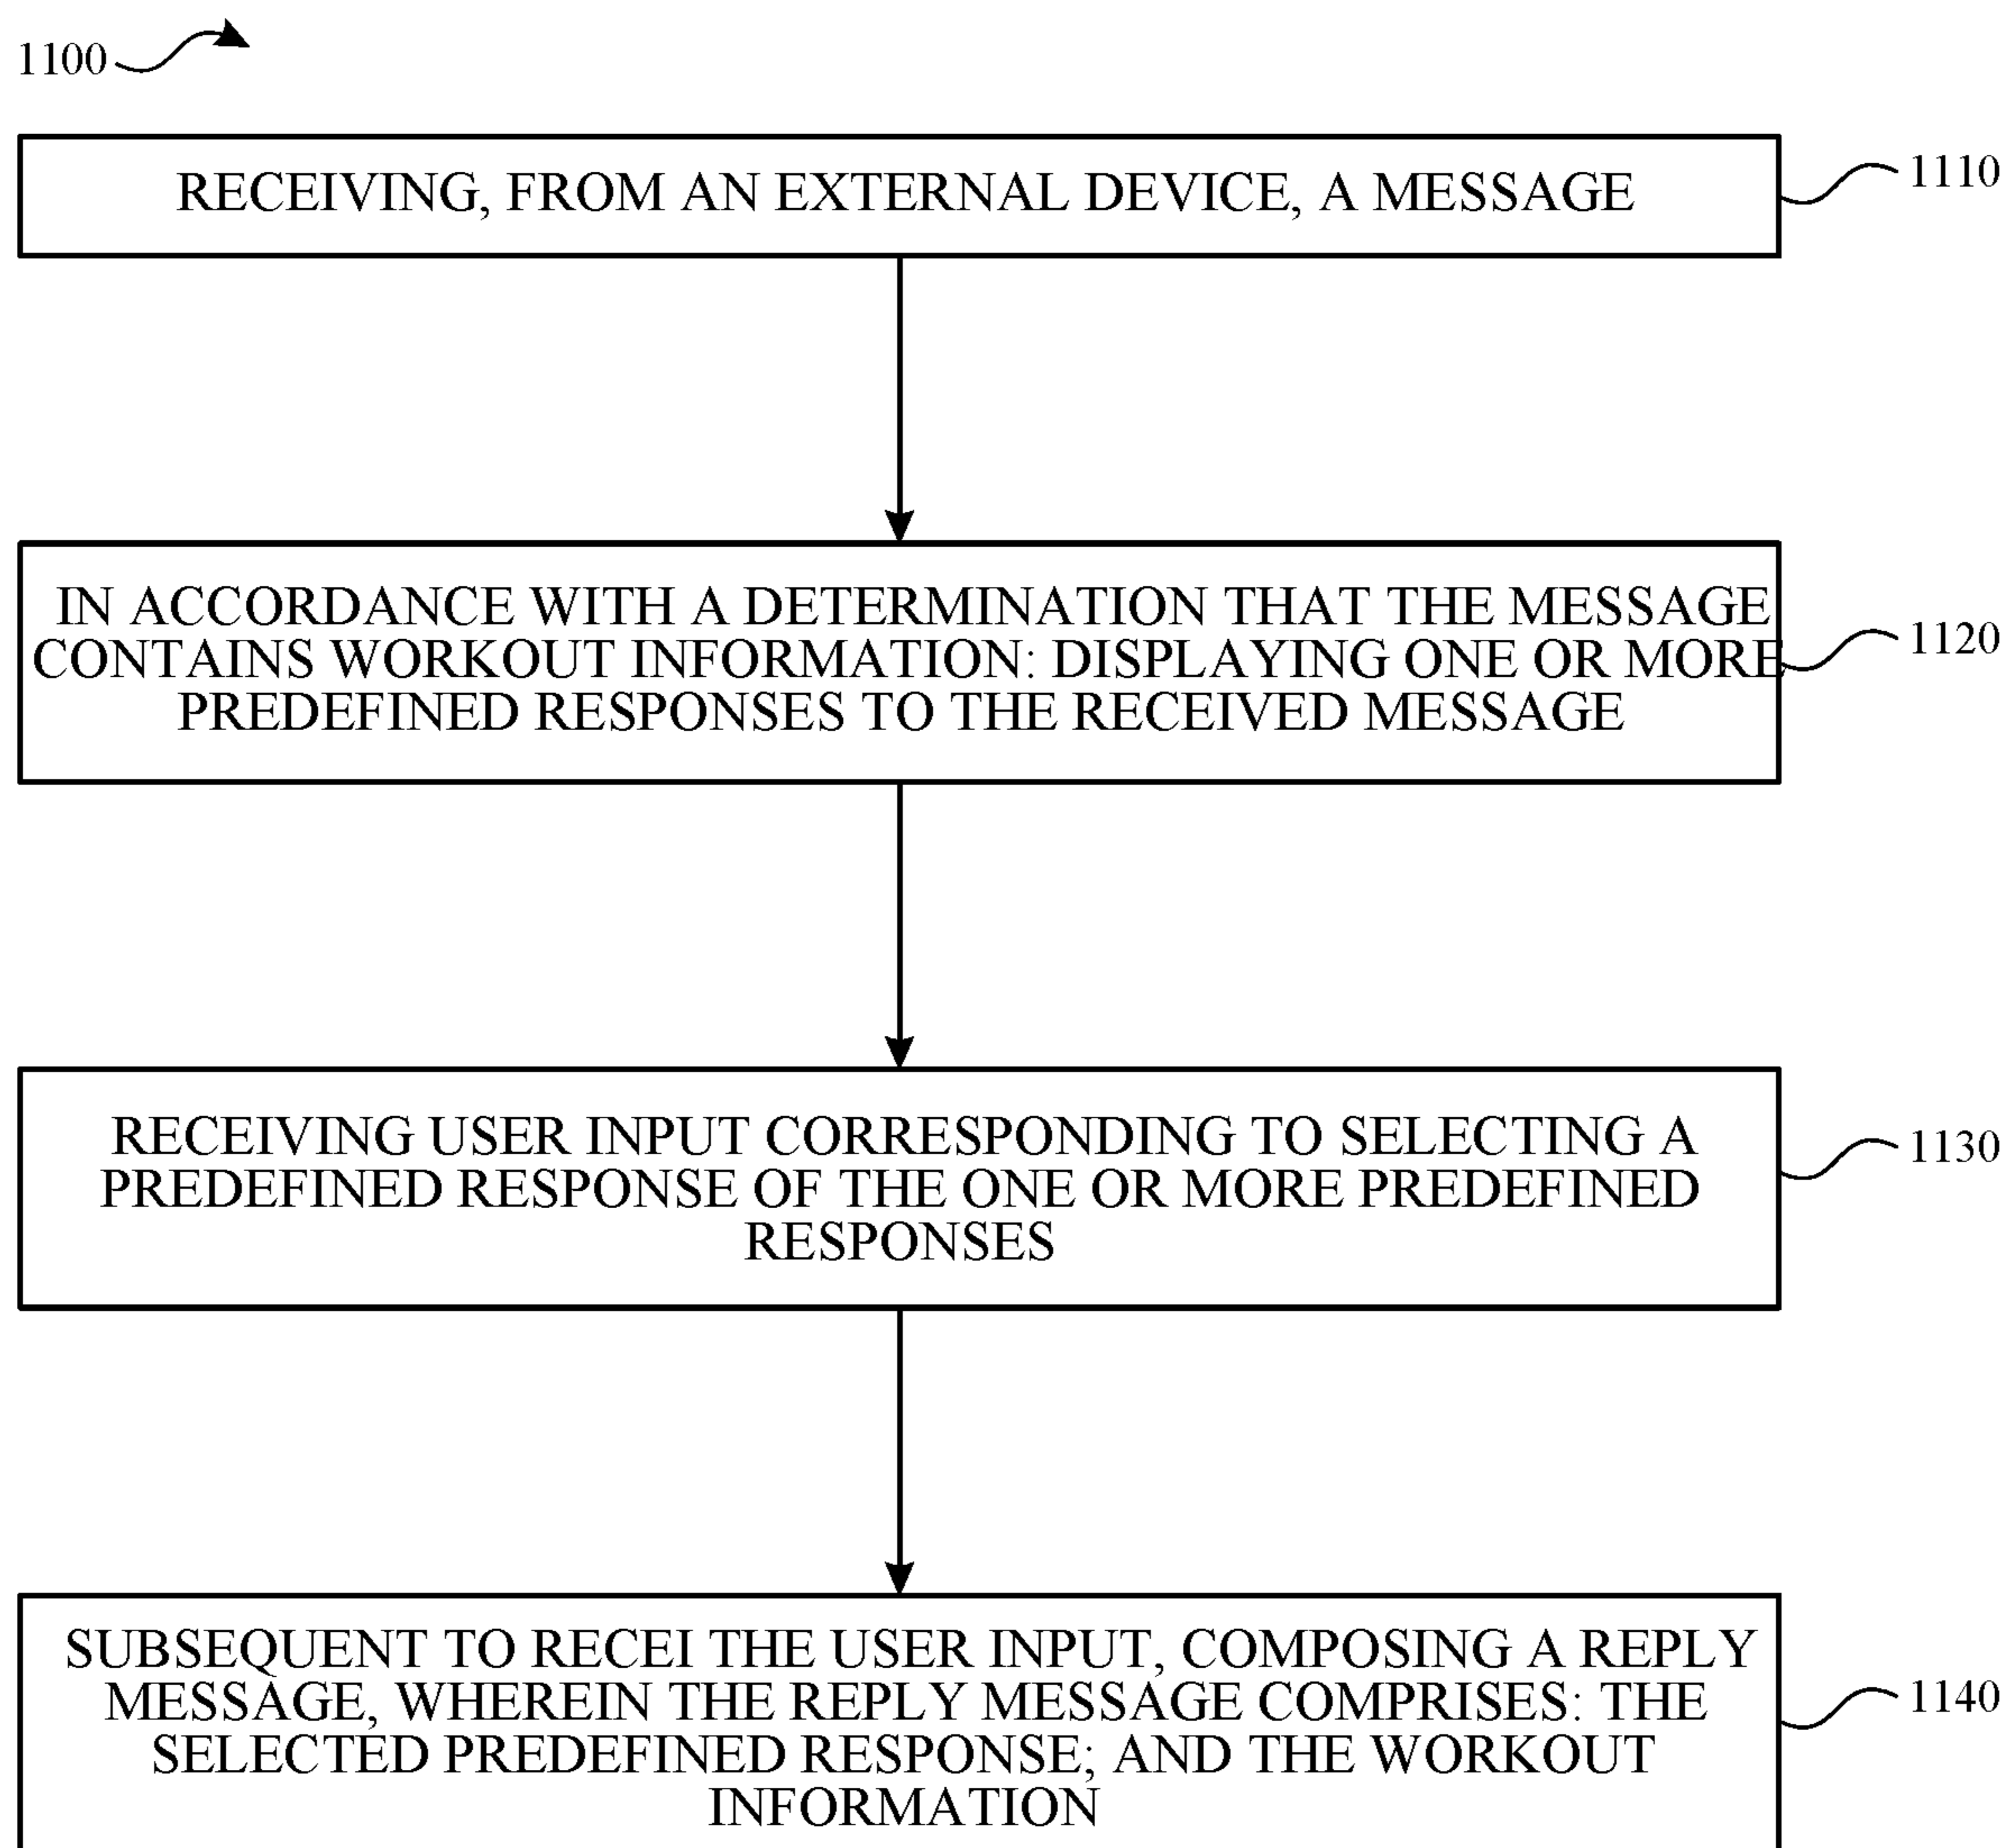 1100
RECEIVING, FROM AN EXTERNAL DEVICE, A MESSAGE
1110
IN ACCORDANCE WITH A DETERMINATION THAT THE MESSAGE
CONTAINS WORKOUT INFORMATION: DISPLAYING ONE OR MORE
PREDEFINED RESPONSES TO THE RECEIVED MESSAGE
1120
RECEIVING USER INPUT CORRESPONDING TO SELECTING A
PREDEFINED RESPONSE OF THE ONE OR MORE PREDEFINED
RESPONSES
1130
SUBSEQUENT TO RECEI THE USER INPUT, COMPOSING A REPLY
MESSAGE, WHEREIN THE REPLY MESSAGE COMPRISES: THE
SELECTED PREDEFINED RESPONSE; AND THE WORKOUT
INFORMATION
1140